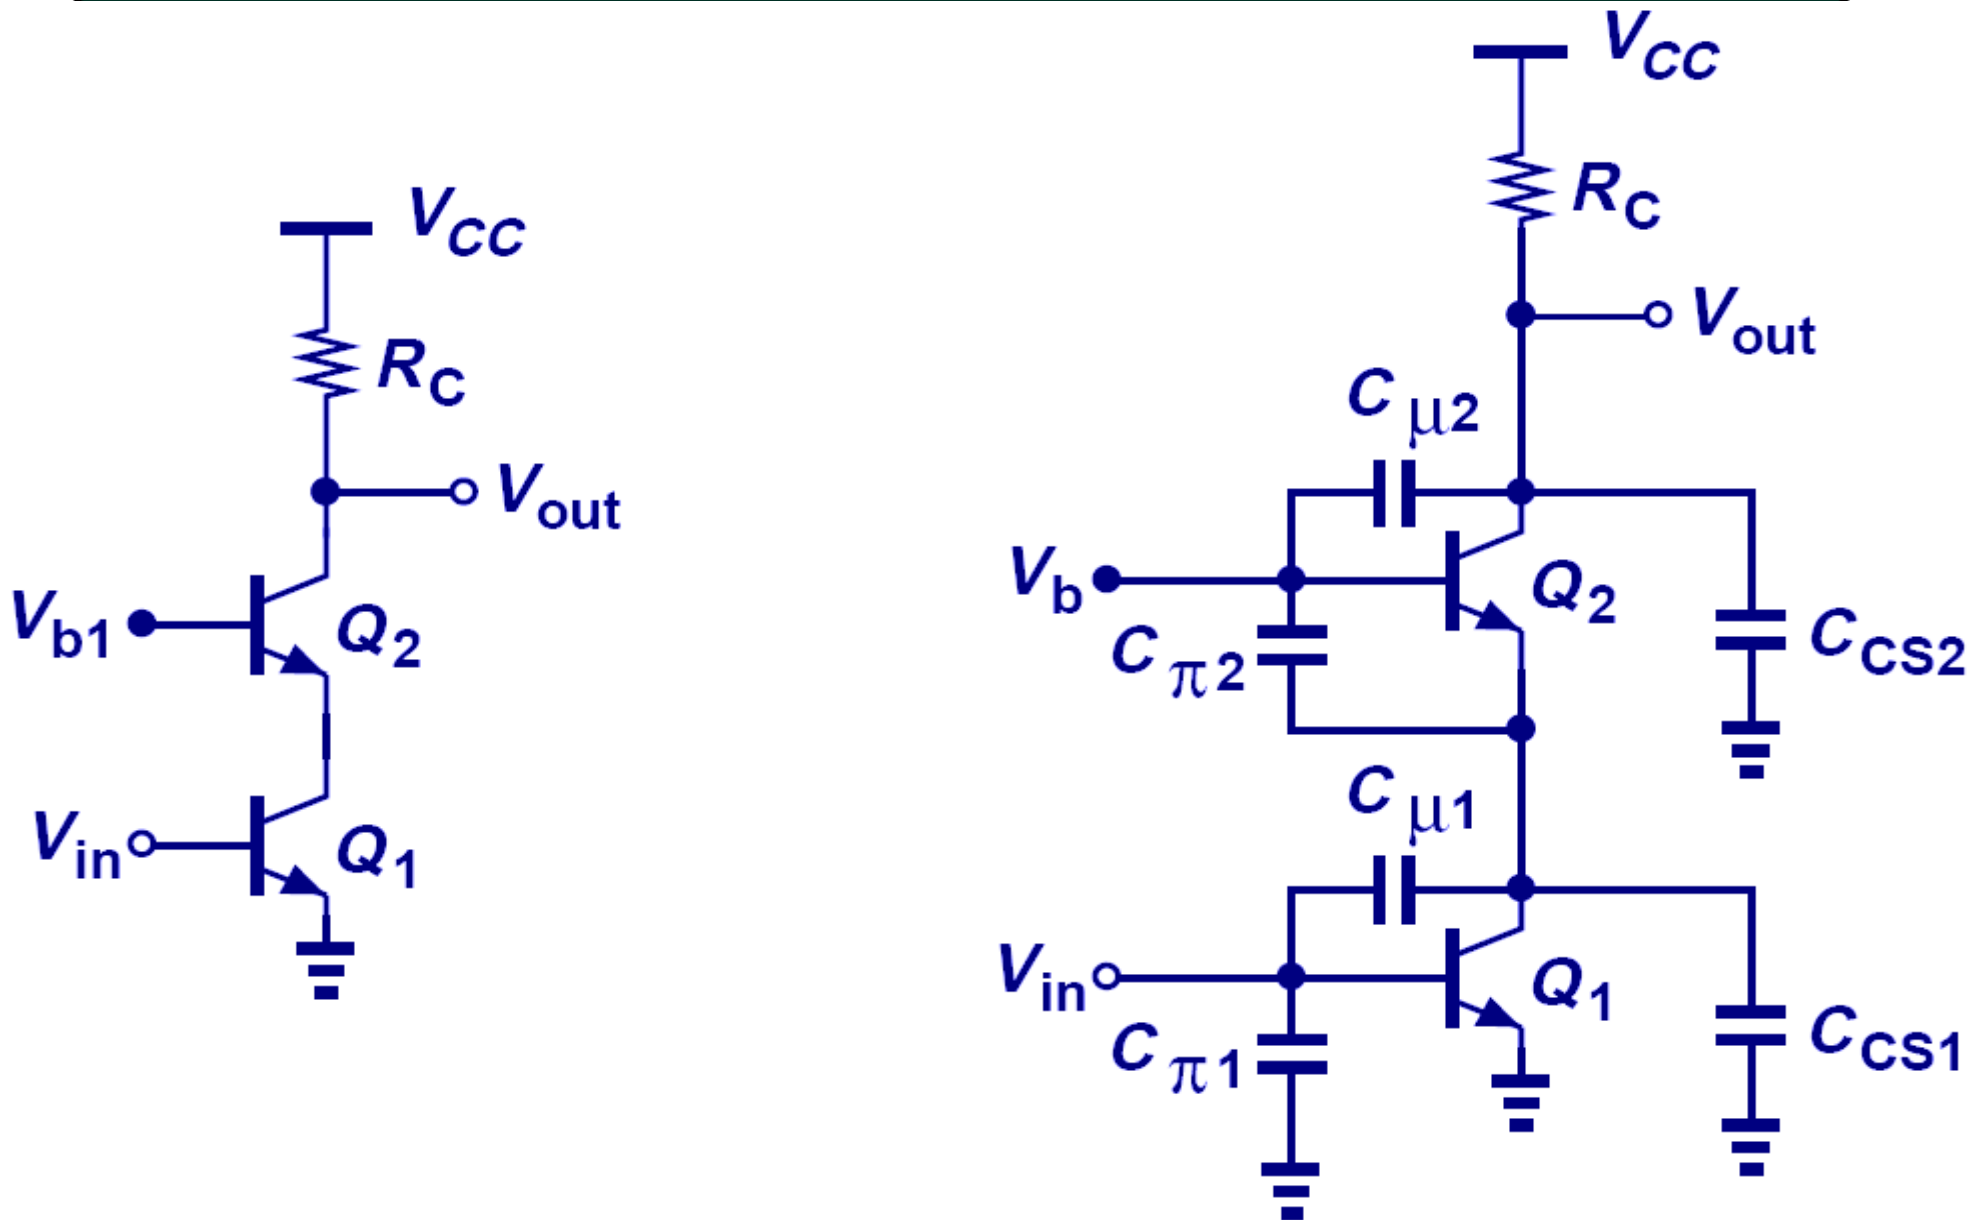 VCC
RC
Vout
Vb1
Q2
Vin
Q1
VCC
RC
Vout
Cμ2
Vb
Q2
Cπ2
CCS2
Cμ1
Vin
Q1
Cπ1
CCS1